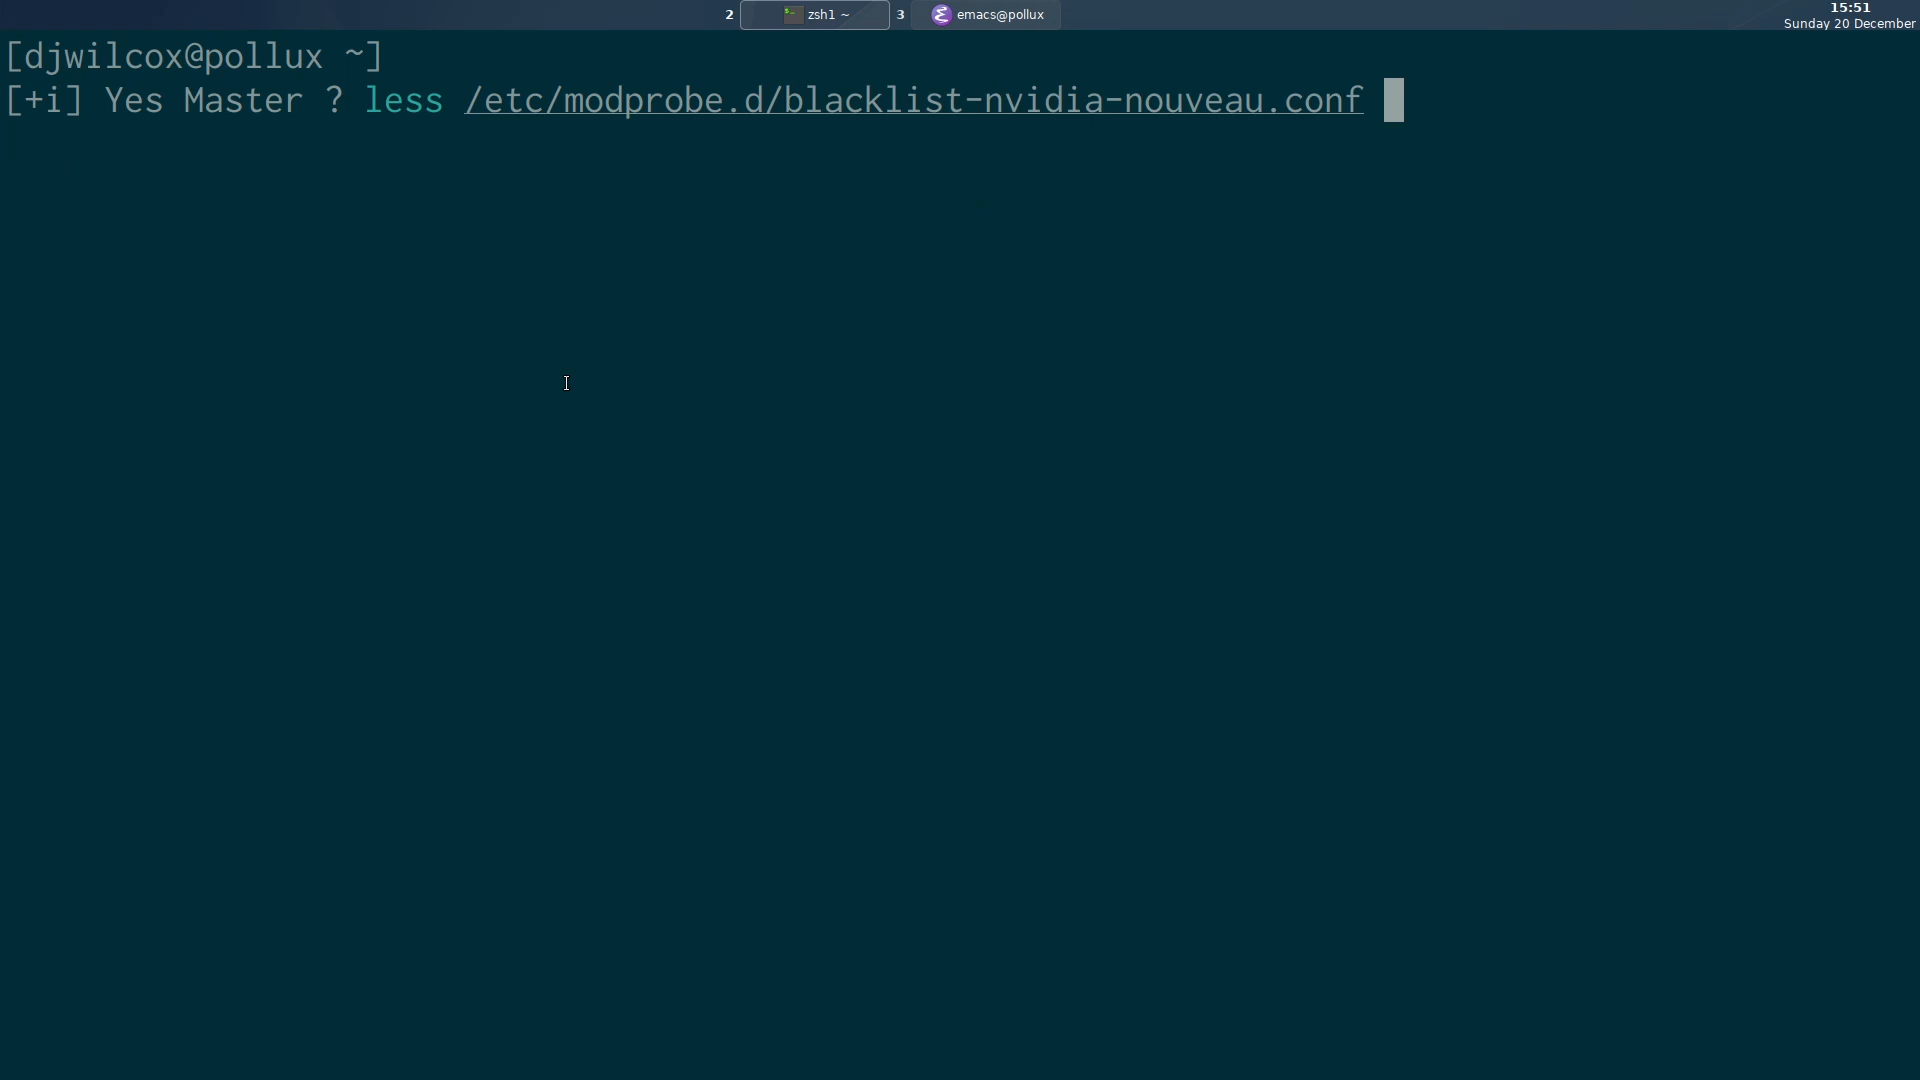 2 zsh1 ~ 3 emacs@pollux 15:51
Sunday 20 December
[djwilcox@pollux ~]
[+i] Yes Master ? less /etc/modprobe.d/blacklist-nvidia-nouveau.conf